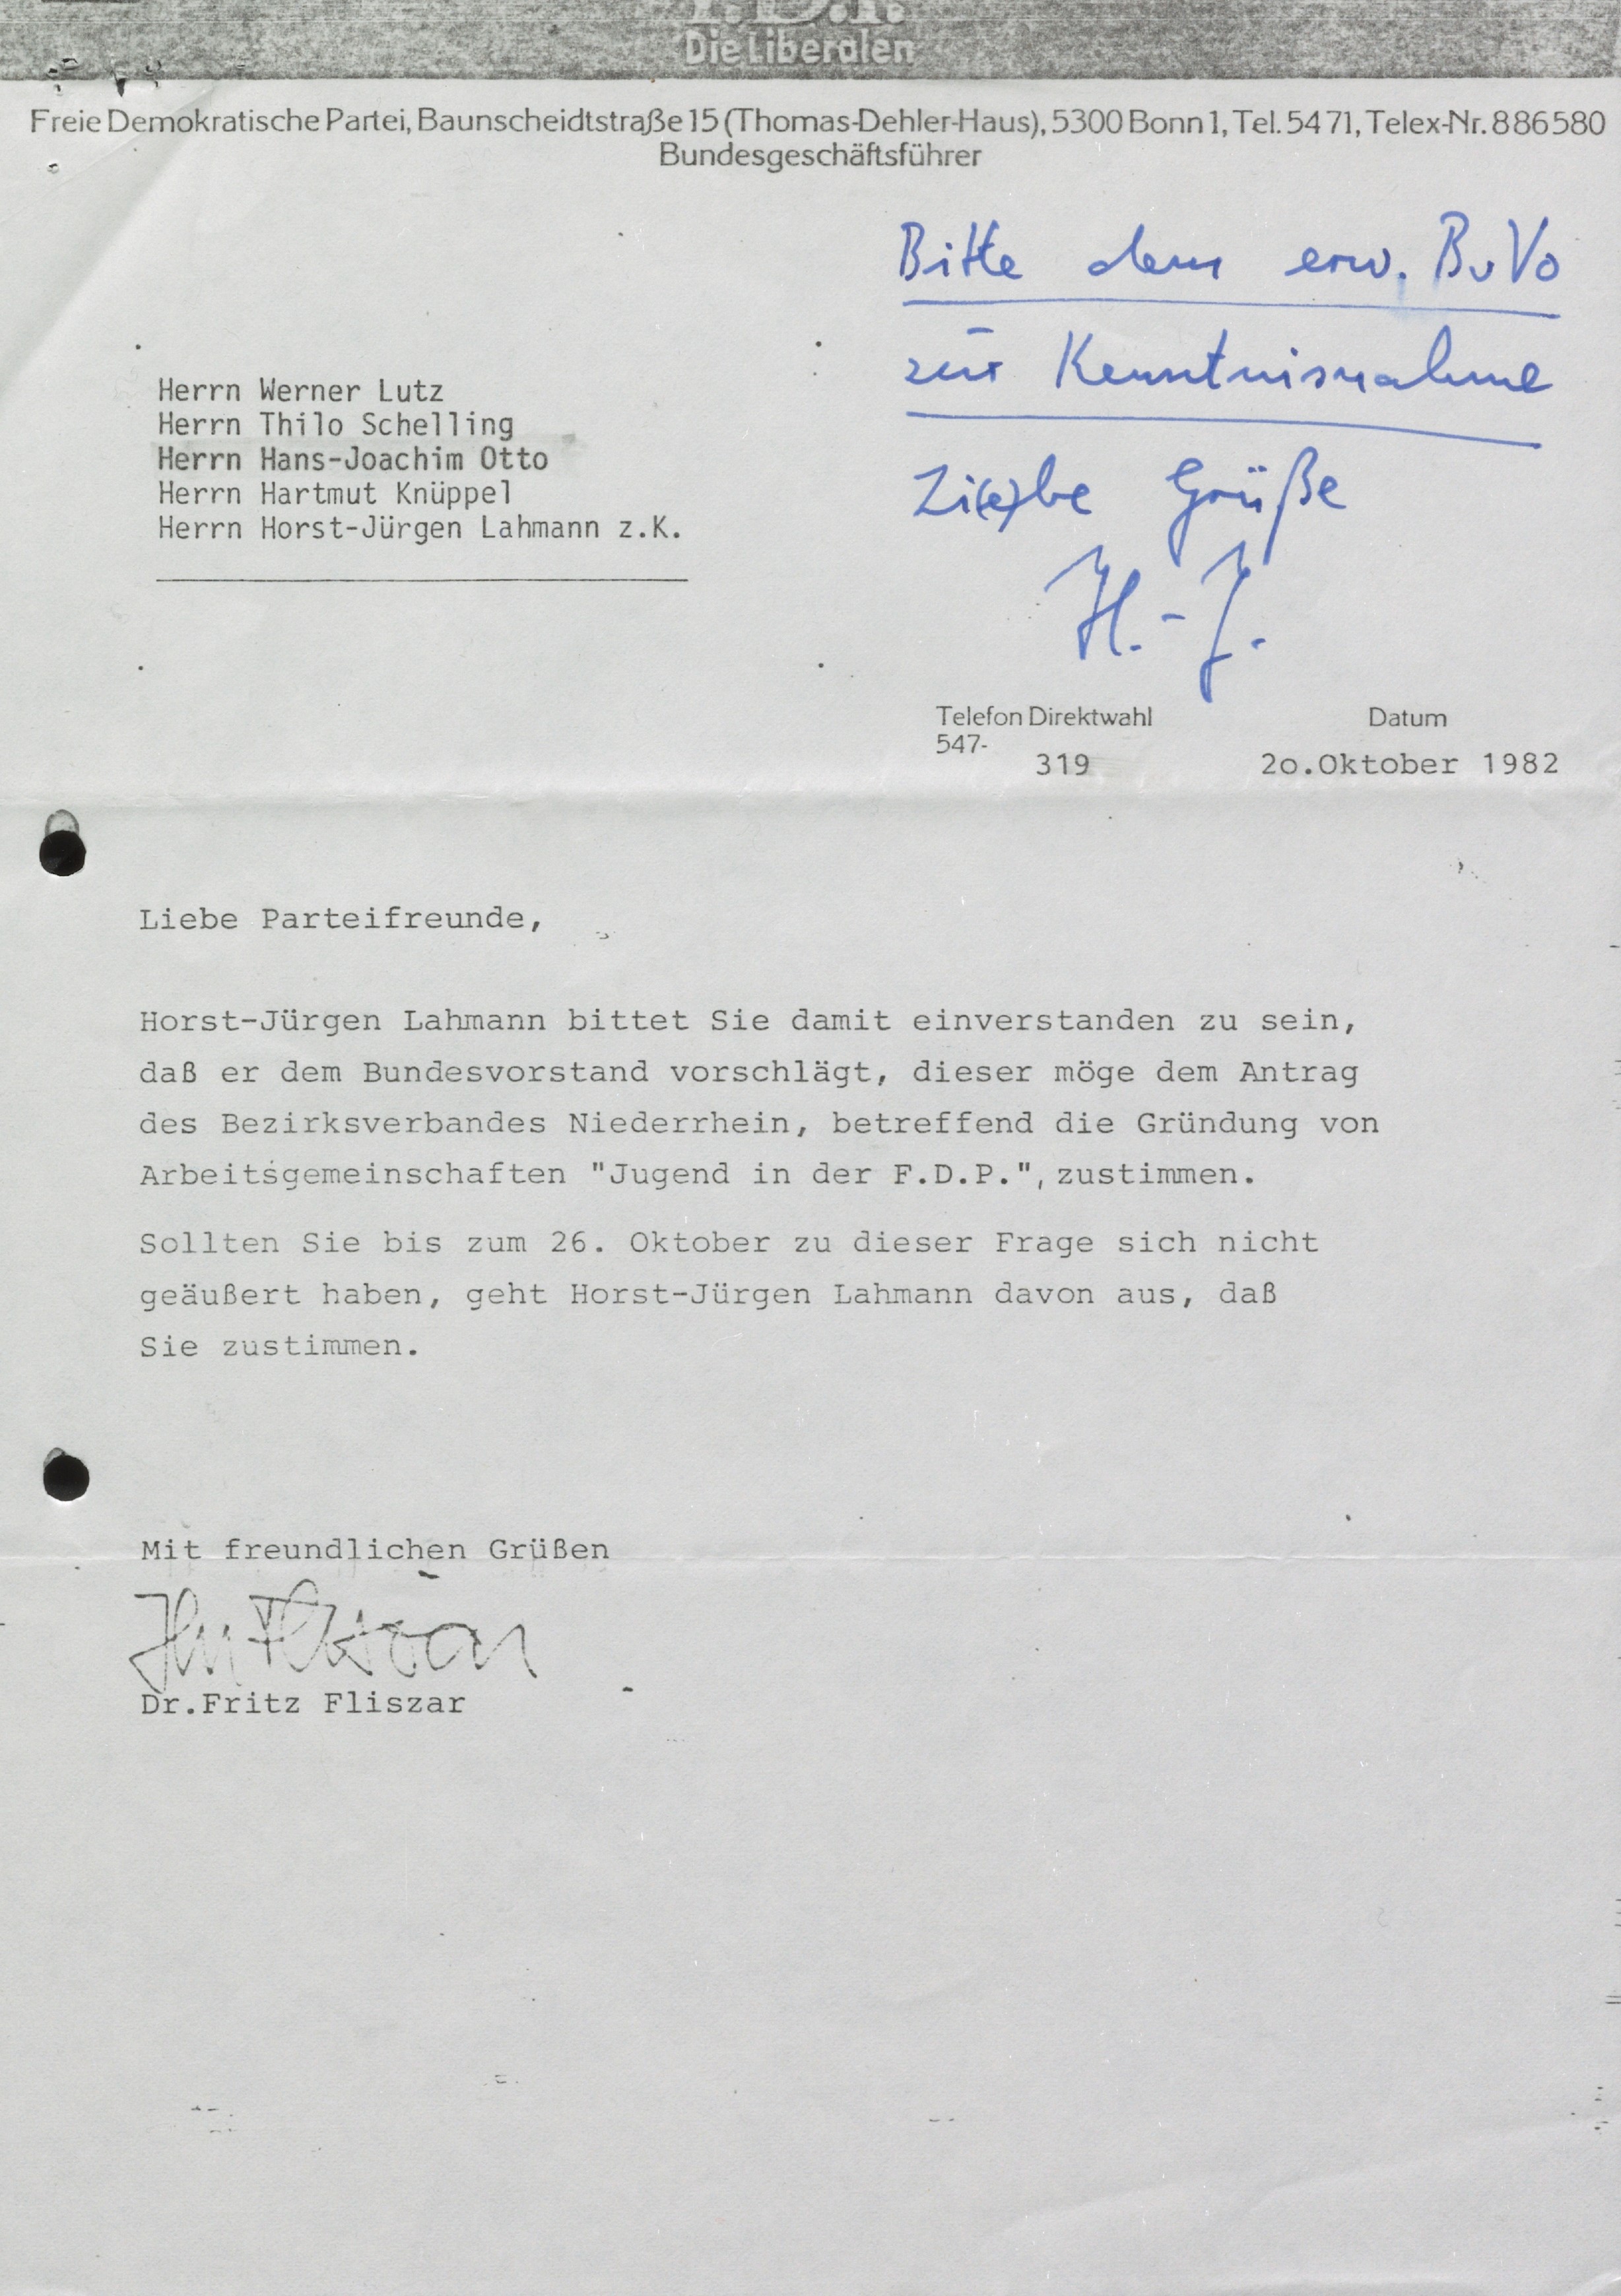 F.D.P.
Die Liberalen
Freie Demokratische Partei, Baunscheidtstraße 15 (Thomas-Dehler-Haus), 5300 Bonn 1, Tel. 54 71, Telex-Nr. 886580
Bundesgeschäftsführer
Bitte dem erw. BuVo
zur Kenntnisnahme
Li(e)be Grüße
H.-J.
Herrn Werner Lutz
Herrn Thilo Schelling
Herrn Hans-Joachim Otto
Herrn Hartmut Knüppel
Herrn Horst-Jürgen Lahmann z.K.
Telefon Direktwahl
547-
319
Datum
2o.Oktober 1982
Liebe Parteifreunde,
Horst-Jürgen Lahmann bittet Sie damit einverstanden zu sein,
daß er dem Bundesvorstand vorschlägt, dieser möge dem Antrag
des Bezirksverbandes Niederrhein, betreffend die Gründung von
Arbeitsgemeinschaften "Jugend in der F.D.P.", zustimmen.
Sollten Sie bis zum 26. Oktober zu dieser Frage sich nicht
geäußert haben, geht Horst-Jürgen Lahmann davon aus, daß
Sie zustimmen.
Mit freundlichen Grüßen
Dr.Fritz Fliszar